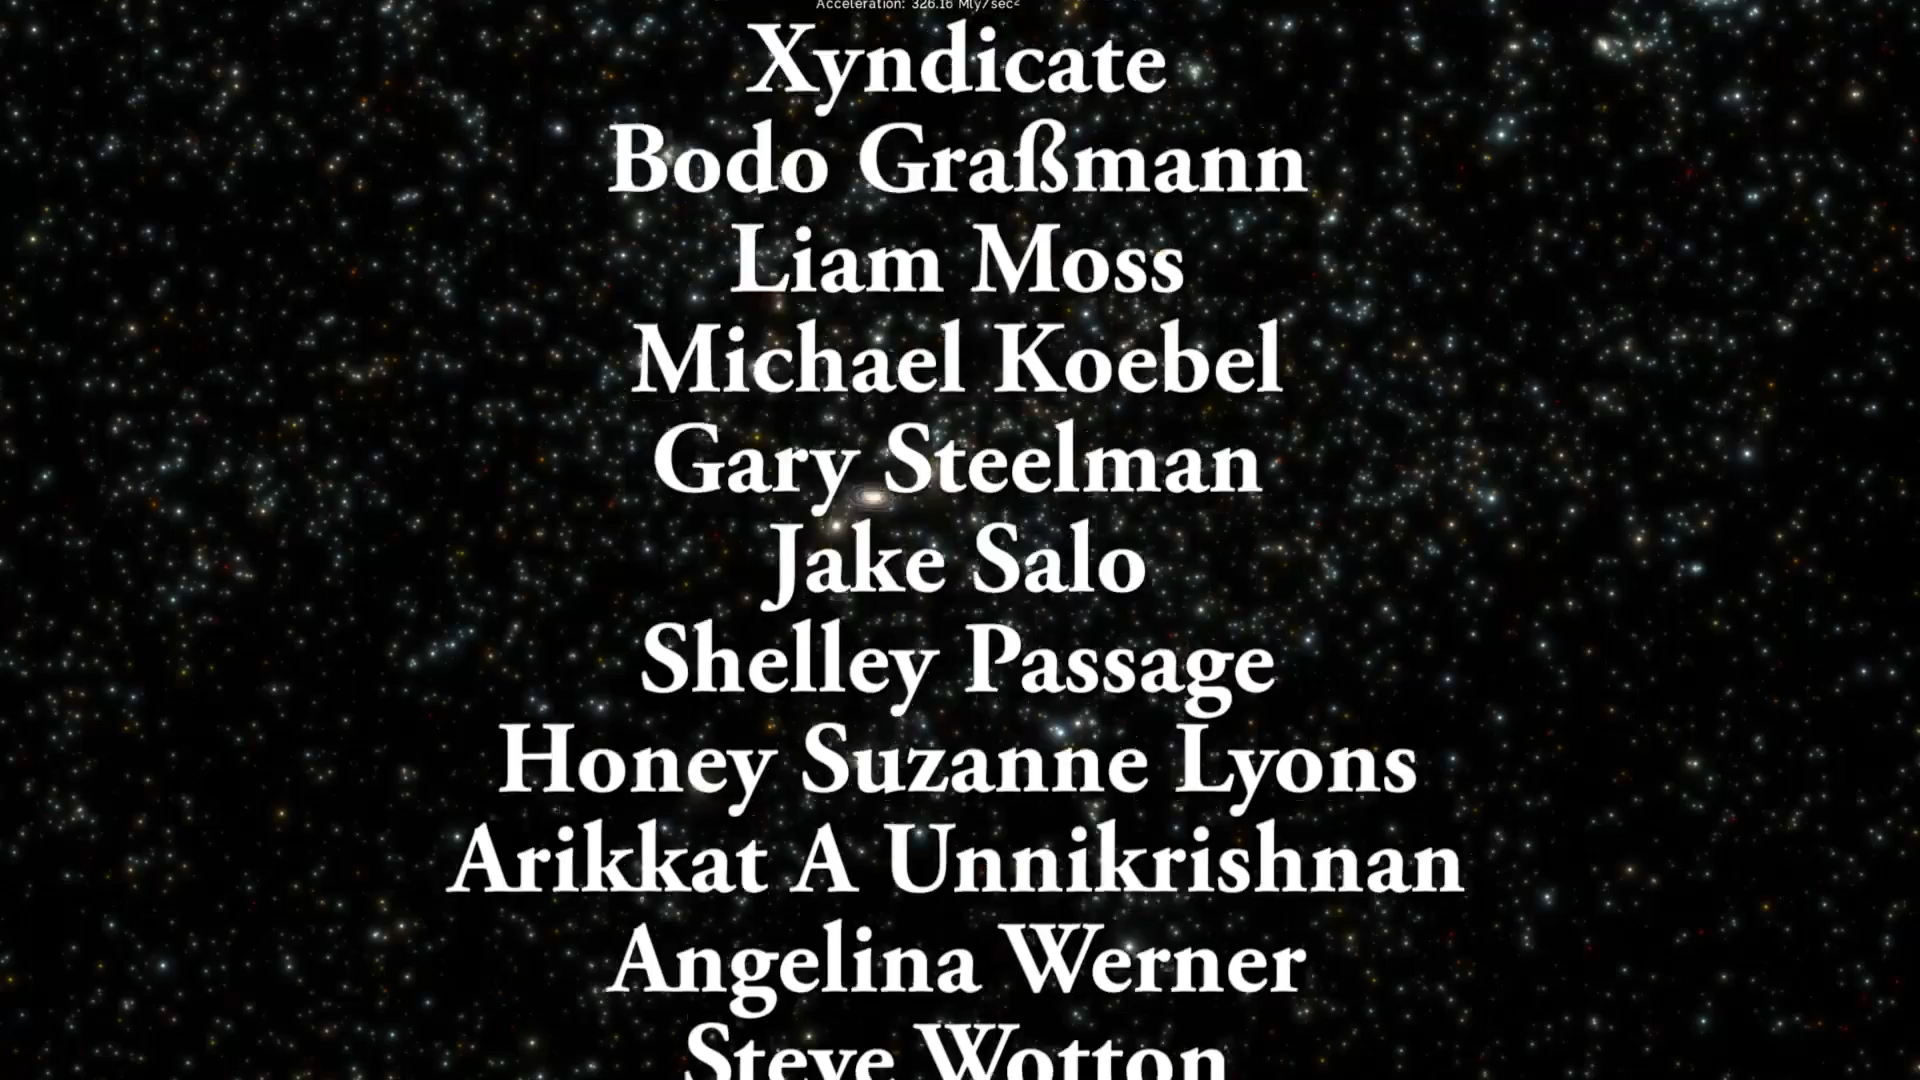 Acceleration: 326.16 Mly/sec²
Xyndicate
Bodo Graßmann
Liam Moss
Michael Koebel
Gary Steelman
Jake Salo
Shelley Passage
Honey Suzanne Lyons
Arikkat A Unnikrishnan
Angelina Werner
Steve Wotton